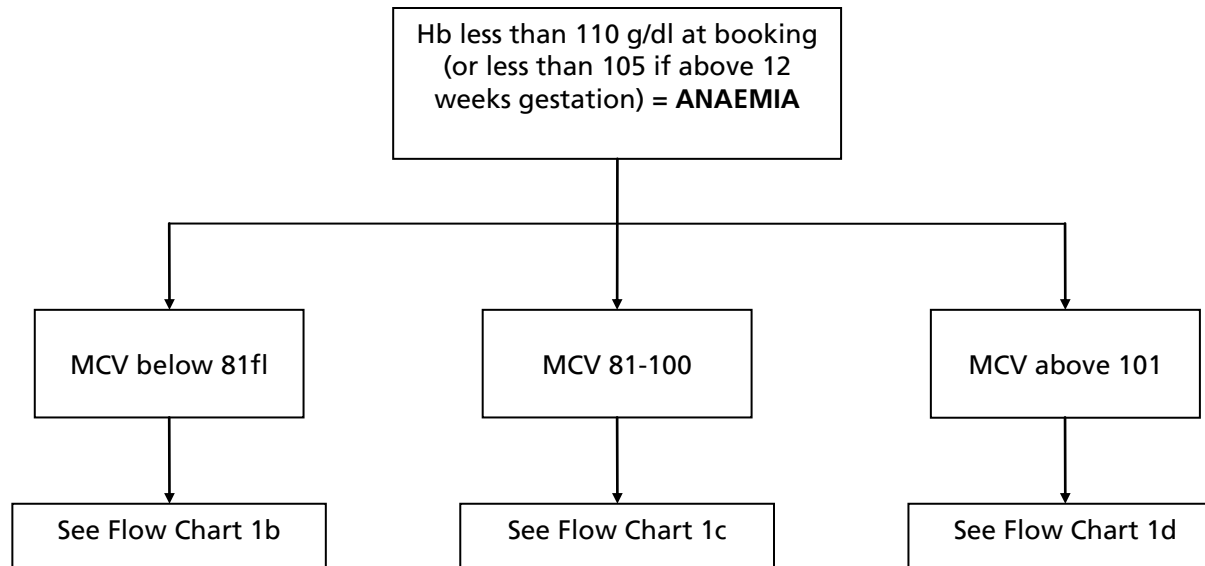 Hb less than 110 g/dl at booking
(or less than 105 if above 12
weeks gestation) = ANAEMIA
MCV below 81fl
MCV 81-100
MCV above 101
See Flow Chart 1b
See Flow Chart 1c
See Flow Chart 1d